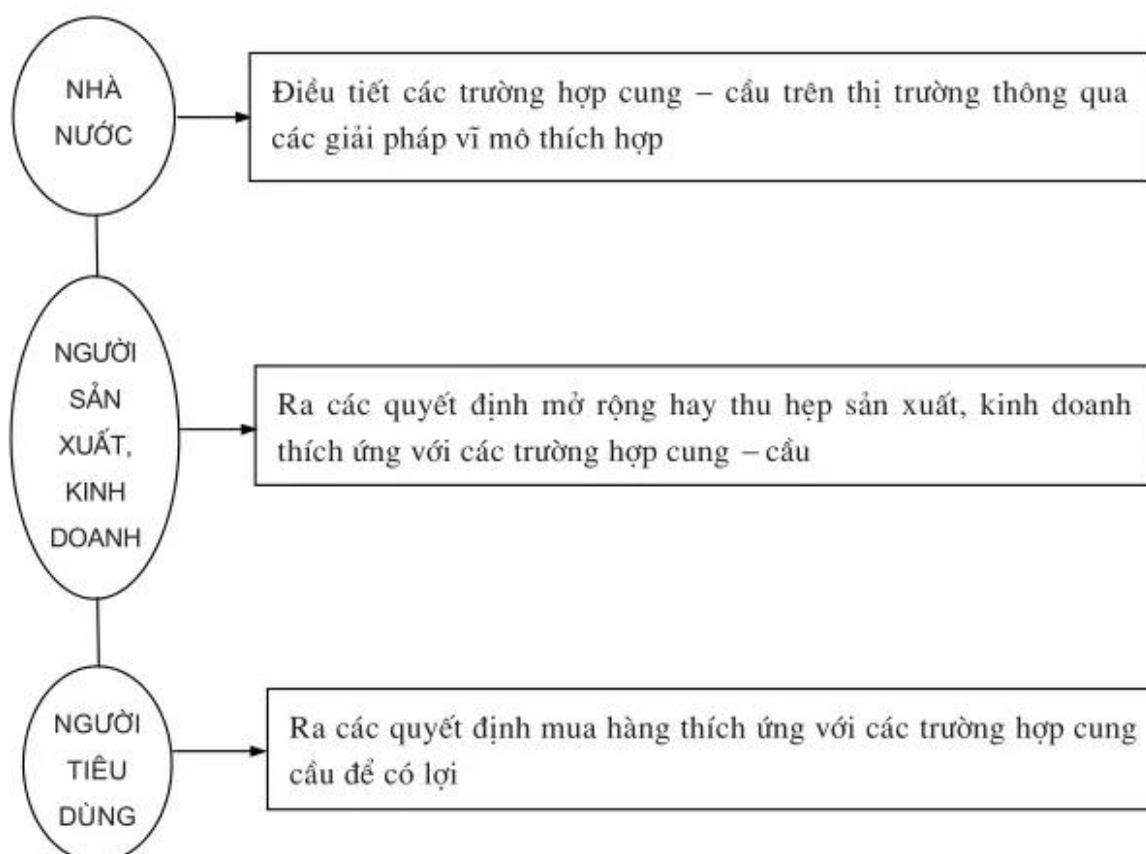 NHÀ
NƯỚC
Điều tiết các trường hợp cung – cầu trên thị trường thông qua
các giải pháp vĩ mô thích hợp
NGƯỜI
SẢN
XUẤT,
KINH
DOANH
Ra các quyết định mở rộng hay thu hẹp sản xuất, kinh doanh
thích ứng với các trường hợp cung – cầu
NGƯỜI
TIÊU
DÙNG
Ra các quyết định mua hàng thích ứng với các trường hợp cung
cầu để có lợi